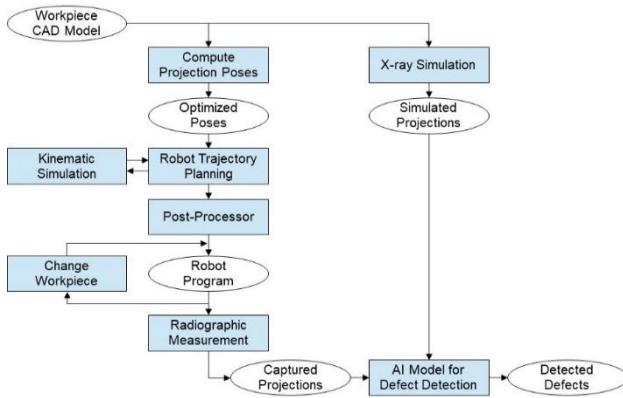 Workpiece
CAD Model
Compute
Projection Poses
X-ray Simulation
Optimized
Poses
Simulated
Projections
Kinematic
Simulation
Robot Trajectory
Planning
Post-Processor
Change
Workpiece
Robot
Program
Radiographic
Measurement
Captured
Projections
AI Model for
Defect Detection
Detected
Defects